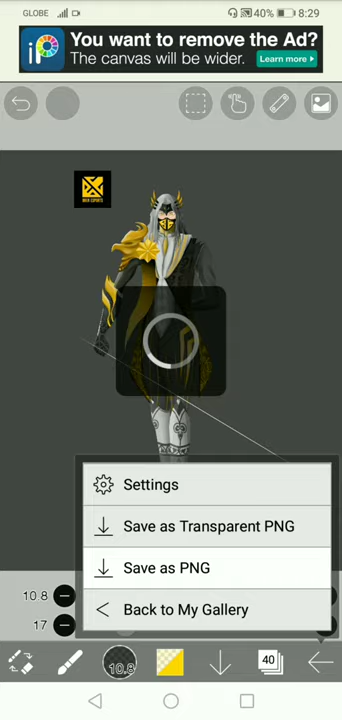 GLOBE 40% 8:29
You want to remove the Ad?
The canvas will be wider. Learn more
iP
Settings
Save as Transparent PNG
Save as PNG
Back to My Gallery
10.8
17
10.8
40